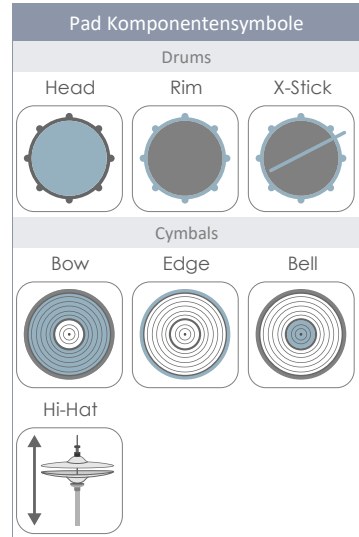 Pad Komponentensymbole
Drums
Head Rim X-Stick
Cymbals
Bow Edge Bell
Hi-Hat